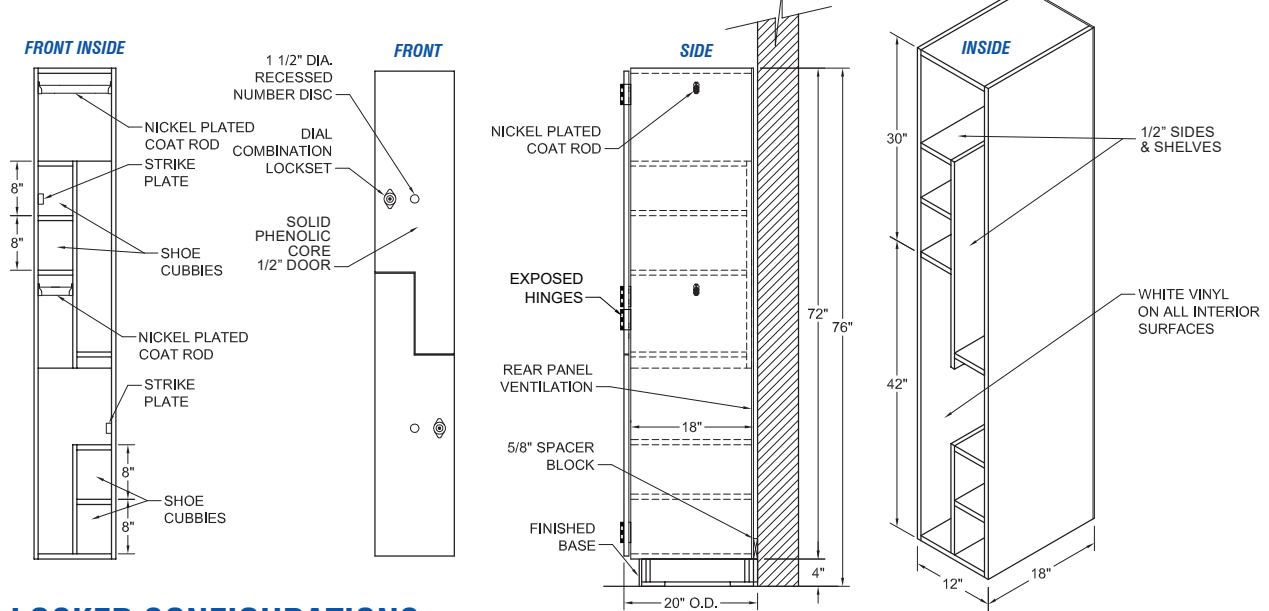 FRONT INSIDE
NICKEL PLATED
COAT ROD
STRIKE
PLATE
8"
8"
SHOE
CUBBIES
NICKEL PLATED
COAT ROD
STRIKE
PLATE
8"
8"
SHOE
CUBBIES
FRONT
1 1/2" DIA.
RECESSED
NUMBER DISC
DIAL
COMBINATION
LOCKSET
SOLID
PHENOLIC
CORE
1/2" DOOR
SIDE
NICKEL PLATED
COAT ROD
EXPOSED
HINGES
REAR PANEL
VENTILATION
18"
5/8" SPACER
BLOCK
FINISHED
BASE
72"
76"
4"
20" O.D.
INSIDE
30"
1/2" SIDES
& SHELVES
WHITE VINYL
ON ALL INTERIOR
SURFACES
42"
12"
18"
LOCKER CONFIGURATIONS